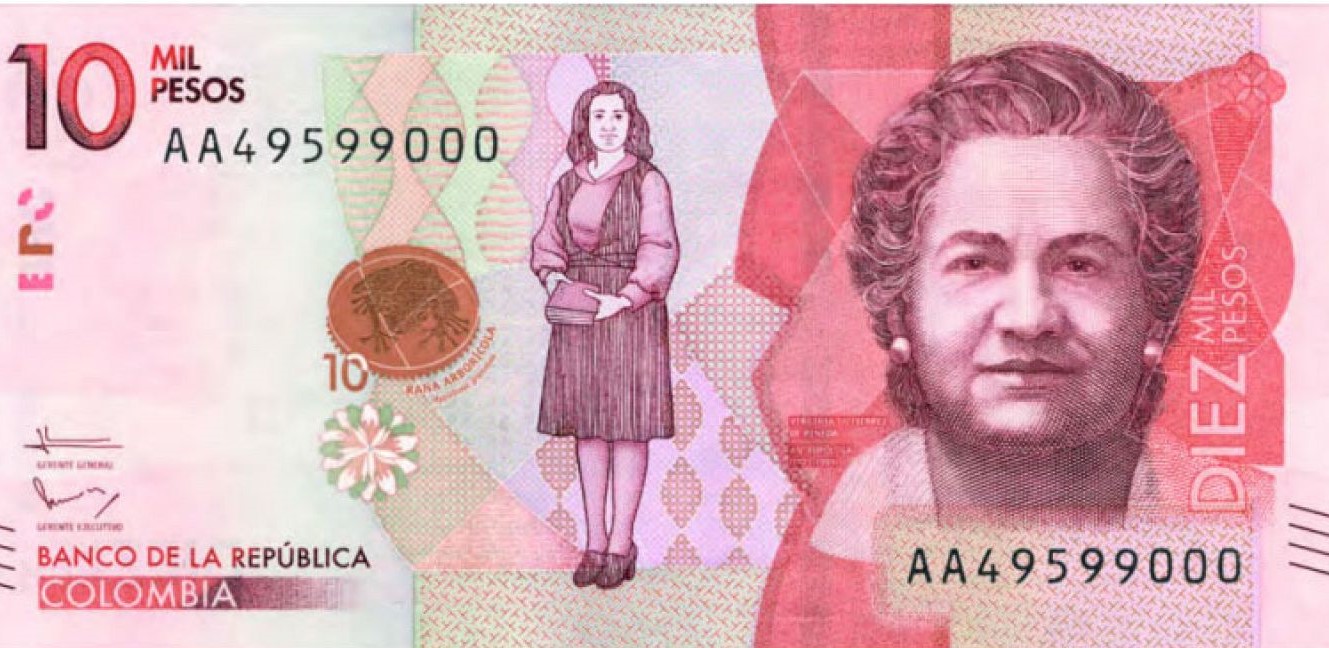 10
MIL
PESOS
AA49599000
10
RANA ARBORÍCOLA
VIRGINIA GUTIÉRREZ
DE PINEDA
GERENTE GENERAL
GERENTE EJECUTIVO
BANCO DE LA REPÚBLICA
COLOMBIA
DIEZ
MIL
PESOS
AA49599000